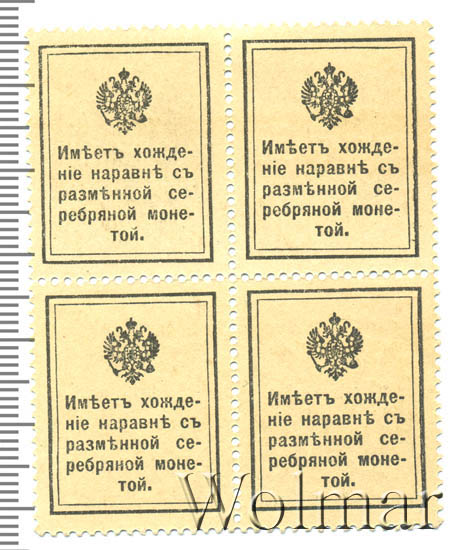 Имѣетъ хожде-
ніе наравнѣ съ
размѣнной се-
ребряной моне-
той.
Имѣетъ хожде-
ніе наравнѣ съ
размѣнной се-
ребряной моне-
той.
Имѣетъ хожде-
ніе наравнѣ съ
размѣнной се-
ребряной моне-
той.
Имѣетъ хожде-
ніе наравнѣ съ
размѣнной се-
ребряной моне-
той.
Wolmar